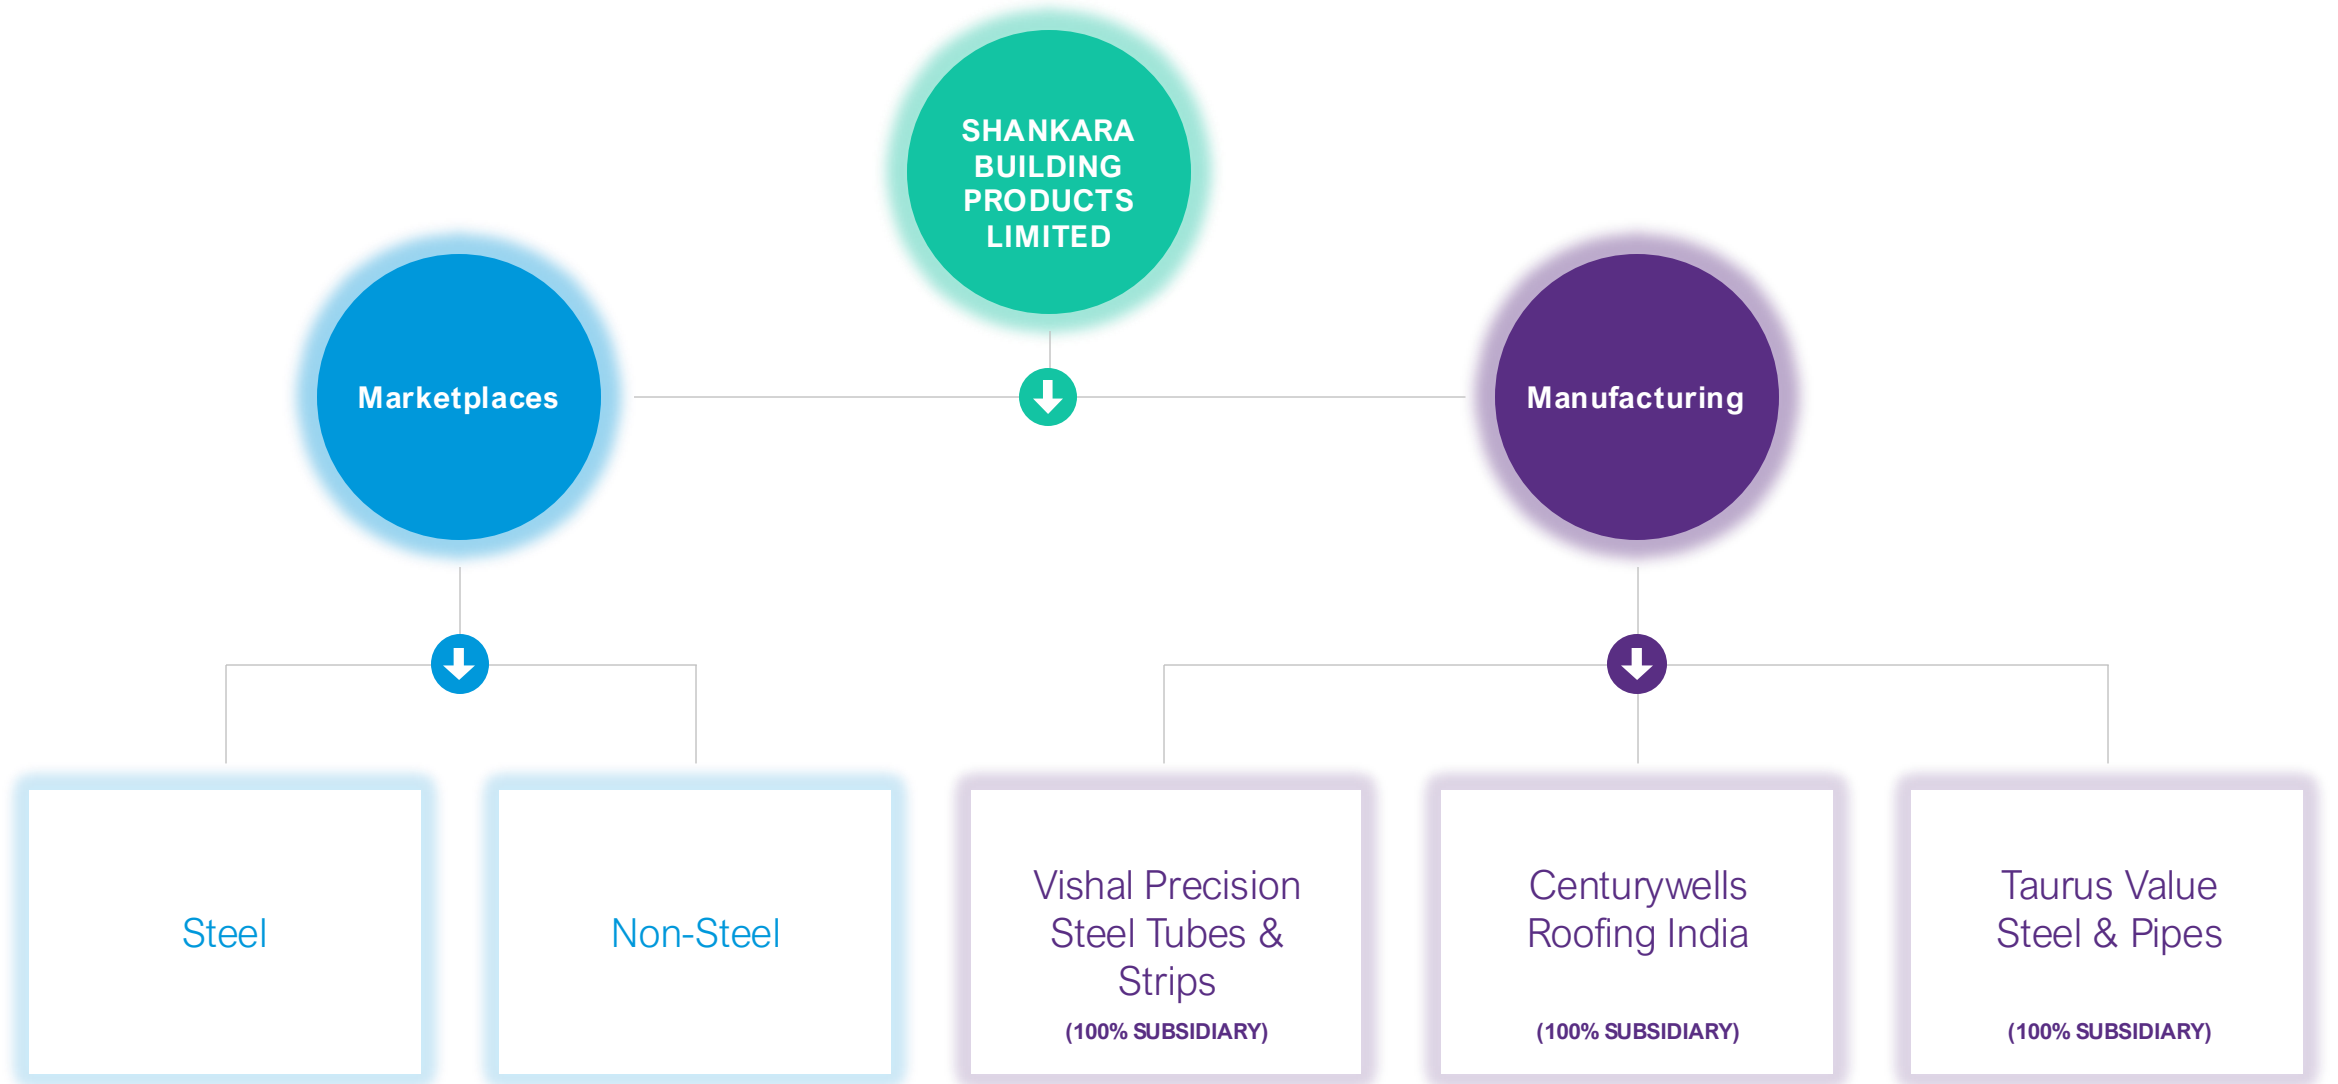 SHANKARA
BUILDING
PRODUCTS
LIMITED
Marketplaces
Manufacturing
Steel
Non-Steel
Vishal Precision
Steel Tubes &
Strips
(100% SUBSIDIARY)
Centurywells
Roofing India
(100% SUBSIDIARY)
Taurus Value
Steel & Pipes
(100% SUBSIDIARY)